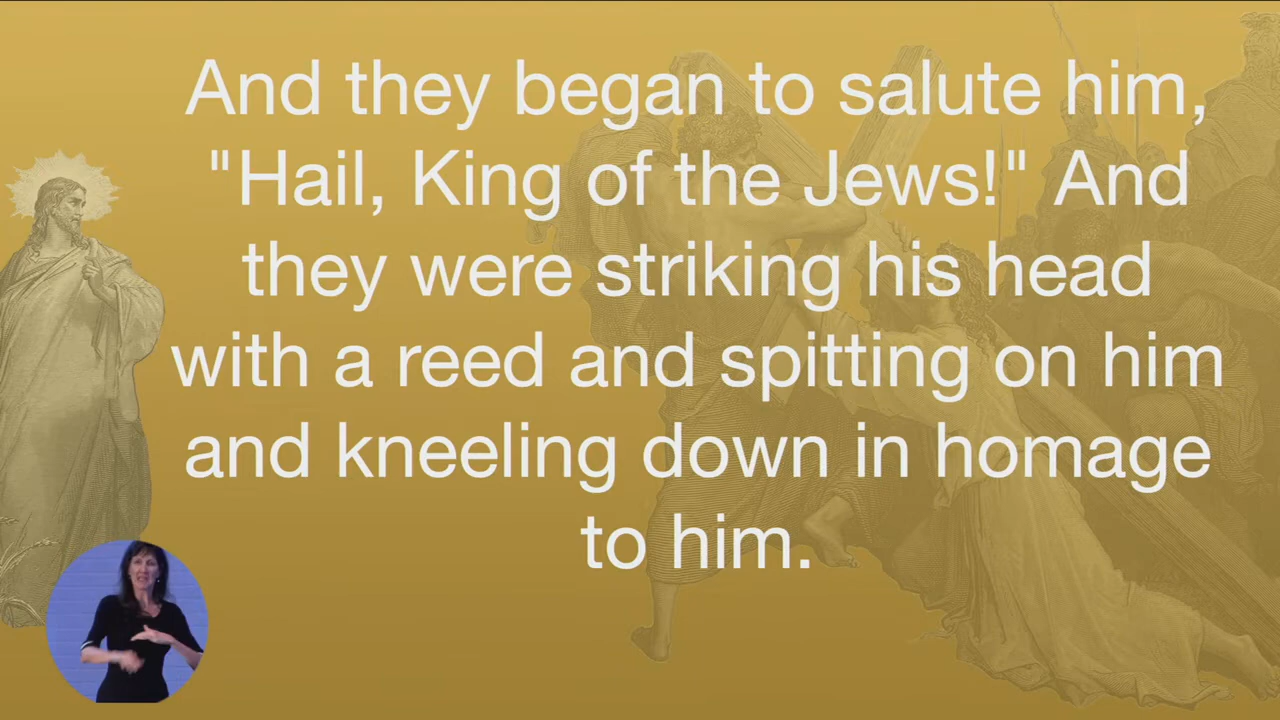 And they began to salute him,
"Hail, King of the Jews!" And
they were striking his head
with a reed and spitting on him
and kneeling down in homage
to him.